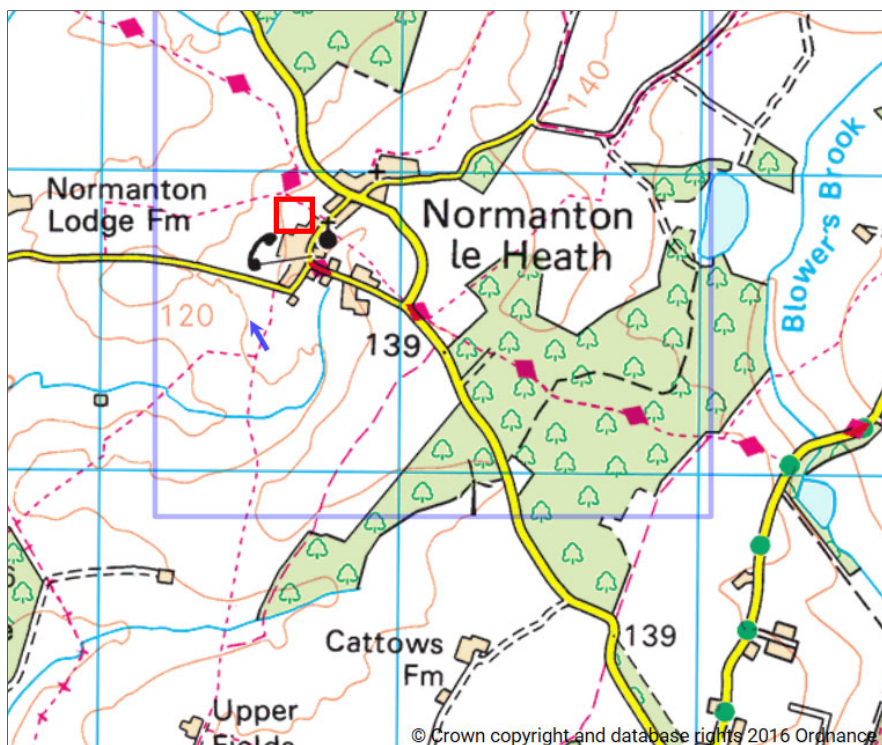 140
Normanton
Lodge Fm
Normanton
le Heath
Blower's Brook
120
139
Cattows
Fm
139
Upper
Fields
© Crown copyright and database rights 2016 Ordnance